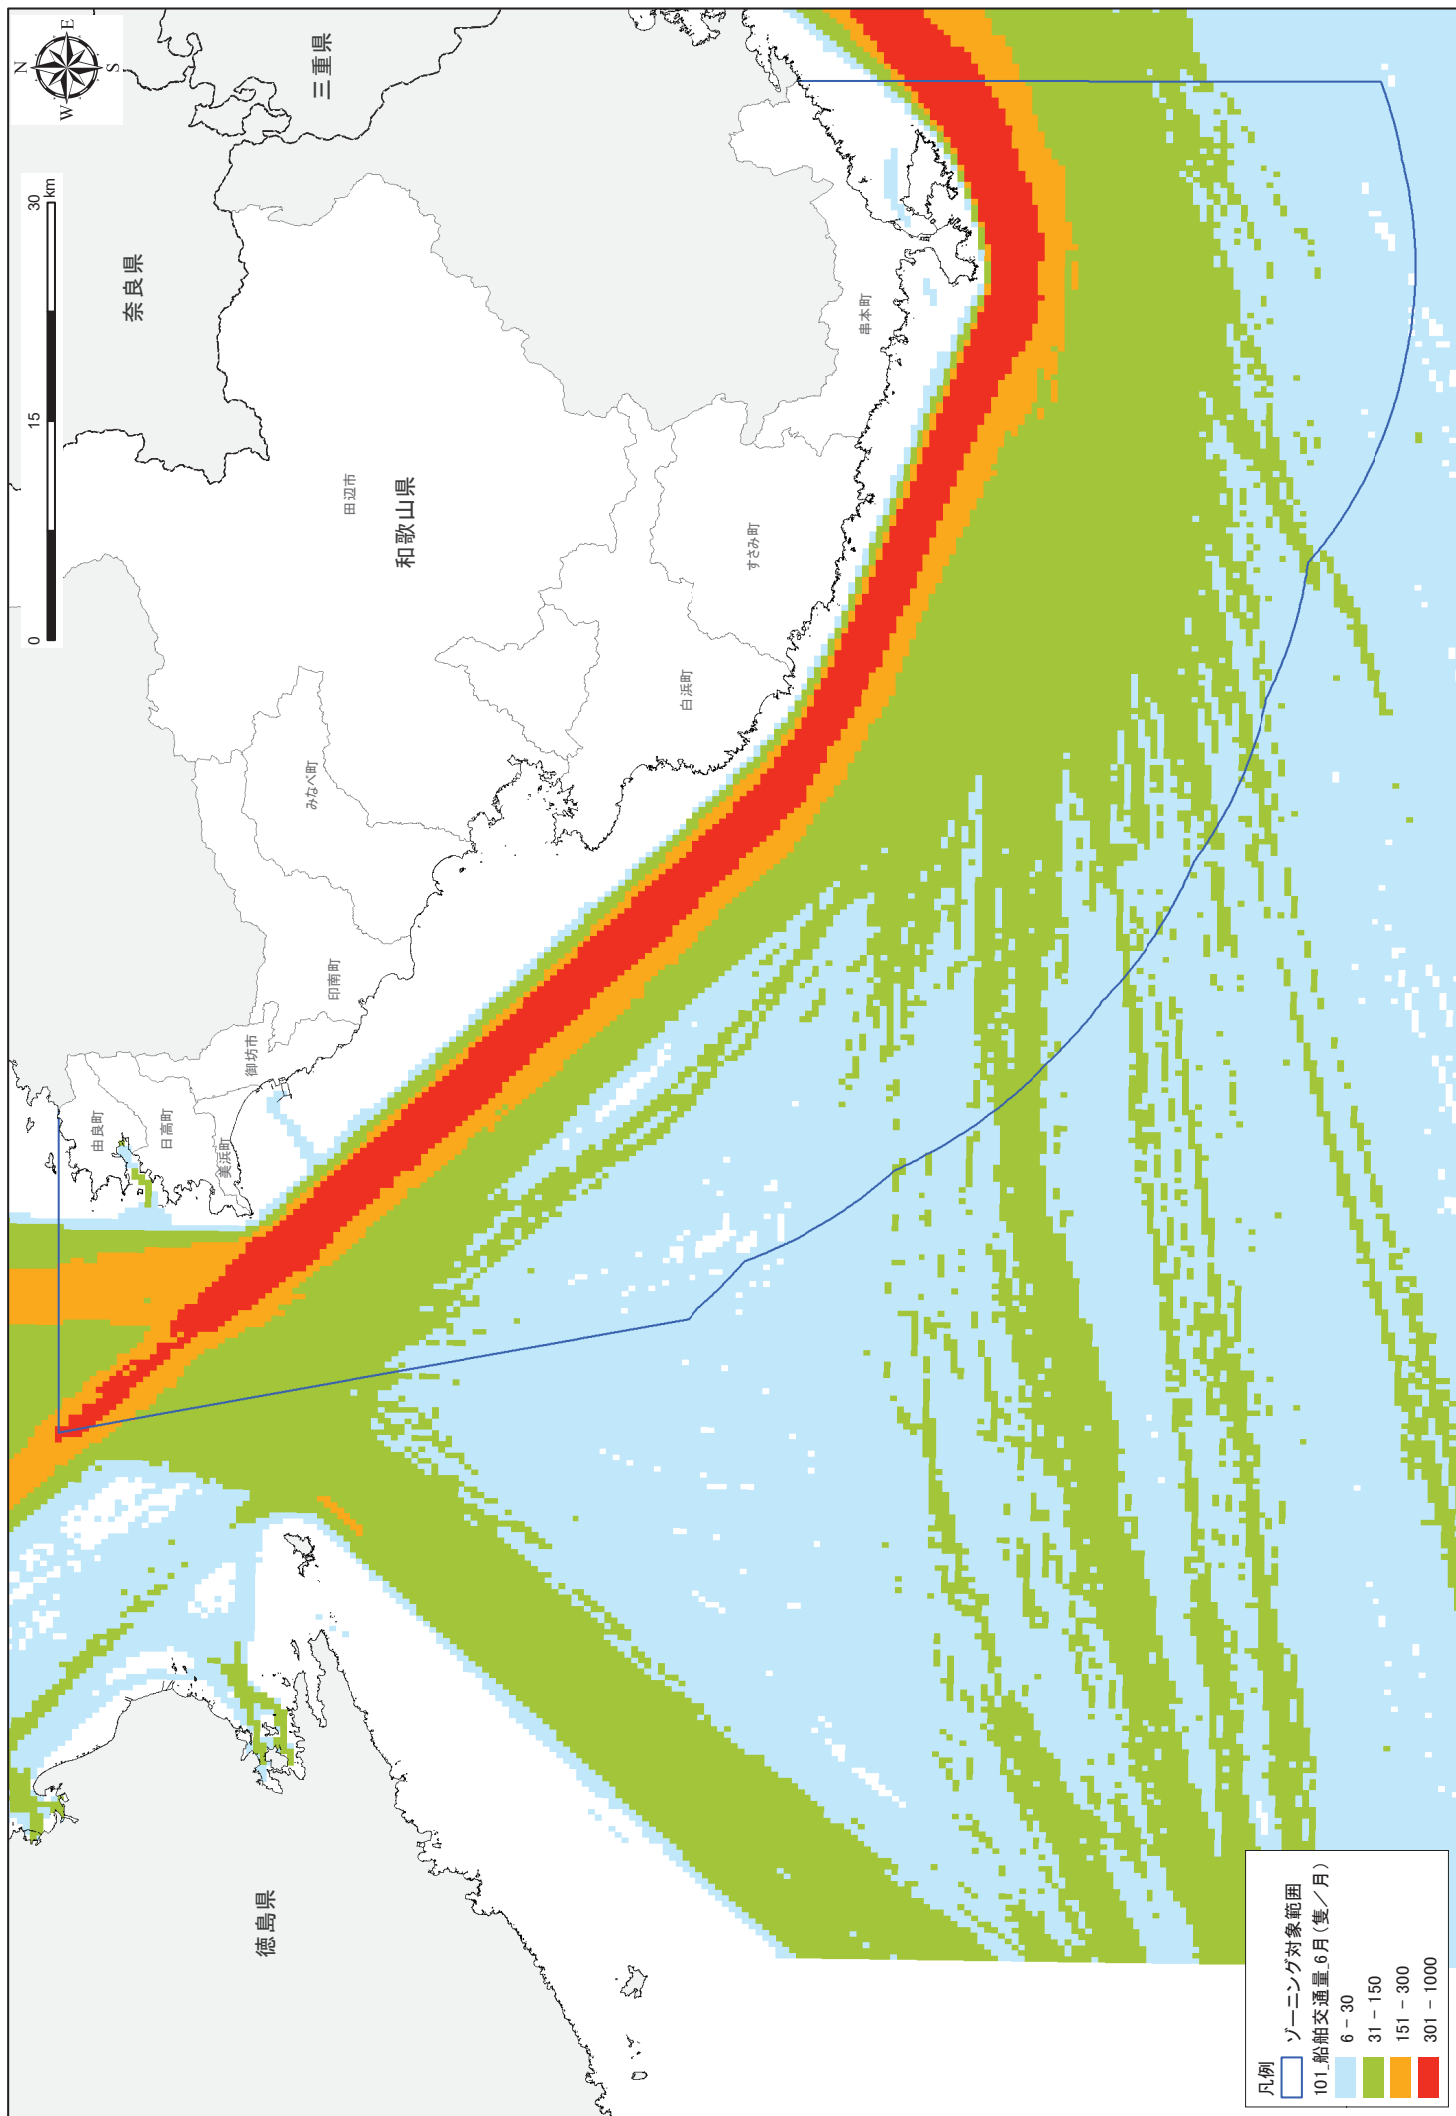 N
E
S
W
0 15 30
km
三重県
奈良県
和歌山県
田辺市
串本町
すさみ町
白浜町
みなべ町
印南町
御坊市
美浜町
日高町
由良町
徳島県
凡例
ゾーニング対象範囲
101_船舶交通量_6月(隻／月)
6 - 30
31 - 150
151 - 300
301 - 1000